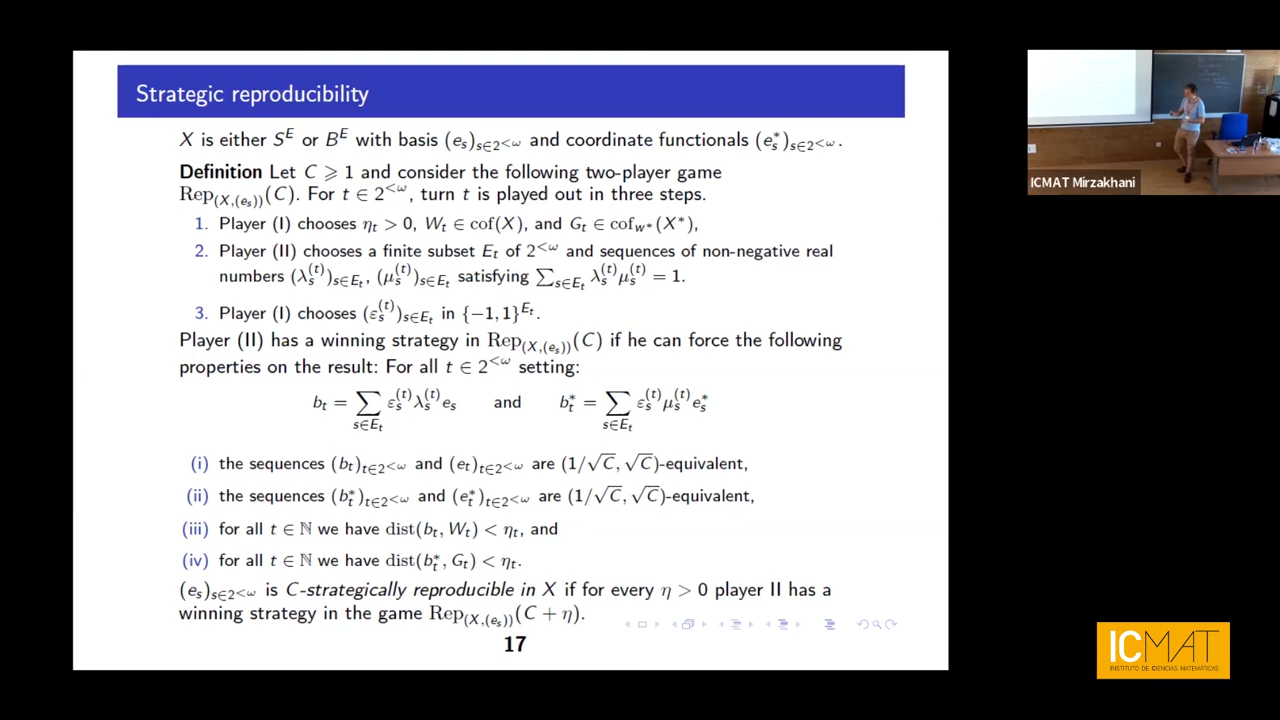 Strategic reproducibility
X is either S^E or B^E with basis (e_s)_{s∈2^{<ω}} and coordinate functionals (e_s^*)_{s∈2^{<ω}}.
Definition Let C ⩾ 1 and consider the following two-player game
Rep_{(X,(e_s))}(C). For t ∈ 2^{<ω}, turn t is played out in three steps.
1. Player (I) chooses η_t > 0, W_t ∈ cof(X), and G_t ∈ cof_{w*}(X^*),
2. Player (II) chooses a finite subset E_t of 2^{<ω} and sequences of non-negative real
numbers (λ_s^{(t)})_{s∈E_t}, (μ_s^{(t)})_{s∈E_t} satisfying ∑_{s∈E_t} λ_s^{(t)} μ_s^{(t)} = 1.
3. Player (I) chooses (ε_s^{(t)})_{s∈E_t} in {−1, 1}^{E_t}.
Player (II) has a winning strategy in Rep_{(X,(e_s))}(C) if he can force the following
properties on the result: For all t ∈ 2^{<ω} setting:
b_t = ∑_{s∈E_t} ε_s^{(t)} λ_s^{(t)} e_s and b_t^* = ∑_{s∈E_t} ε_s^{(t)} μ_s^{(t)} e_s^*
(i) the sequences (b_t)_{t∈2^{<ω}} and (e_t)_{t∈2^{<ω}} are (1/√C, √C)-equivalent,
(ii) the sequences (b_t^*)_{t∈2^{<ω}} and (e_t^*)_{t∈2^{<ω}} are (1/√C, √C)-equivalent,
(iii) for all t ∈ ℕ we have dist(b_t, W_t) < η_t, and
(iv) for all t ∈ ℕ we have dist(b_t^*, G_t) < η_t.
(e_s)_{s∈2^{<ω}} is C-strategically reproducible in X if for every η > 0 player II has a
winning strategy in the game Rep_{(X,(e_s))}(C + η).
17
ICMAT Mirzakhani
ICMAT
INSTITUTO DE CIENCIAS MATEMÁTICAS